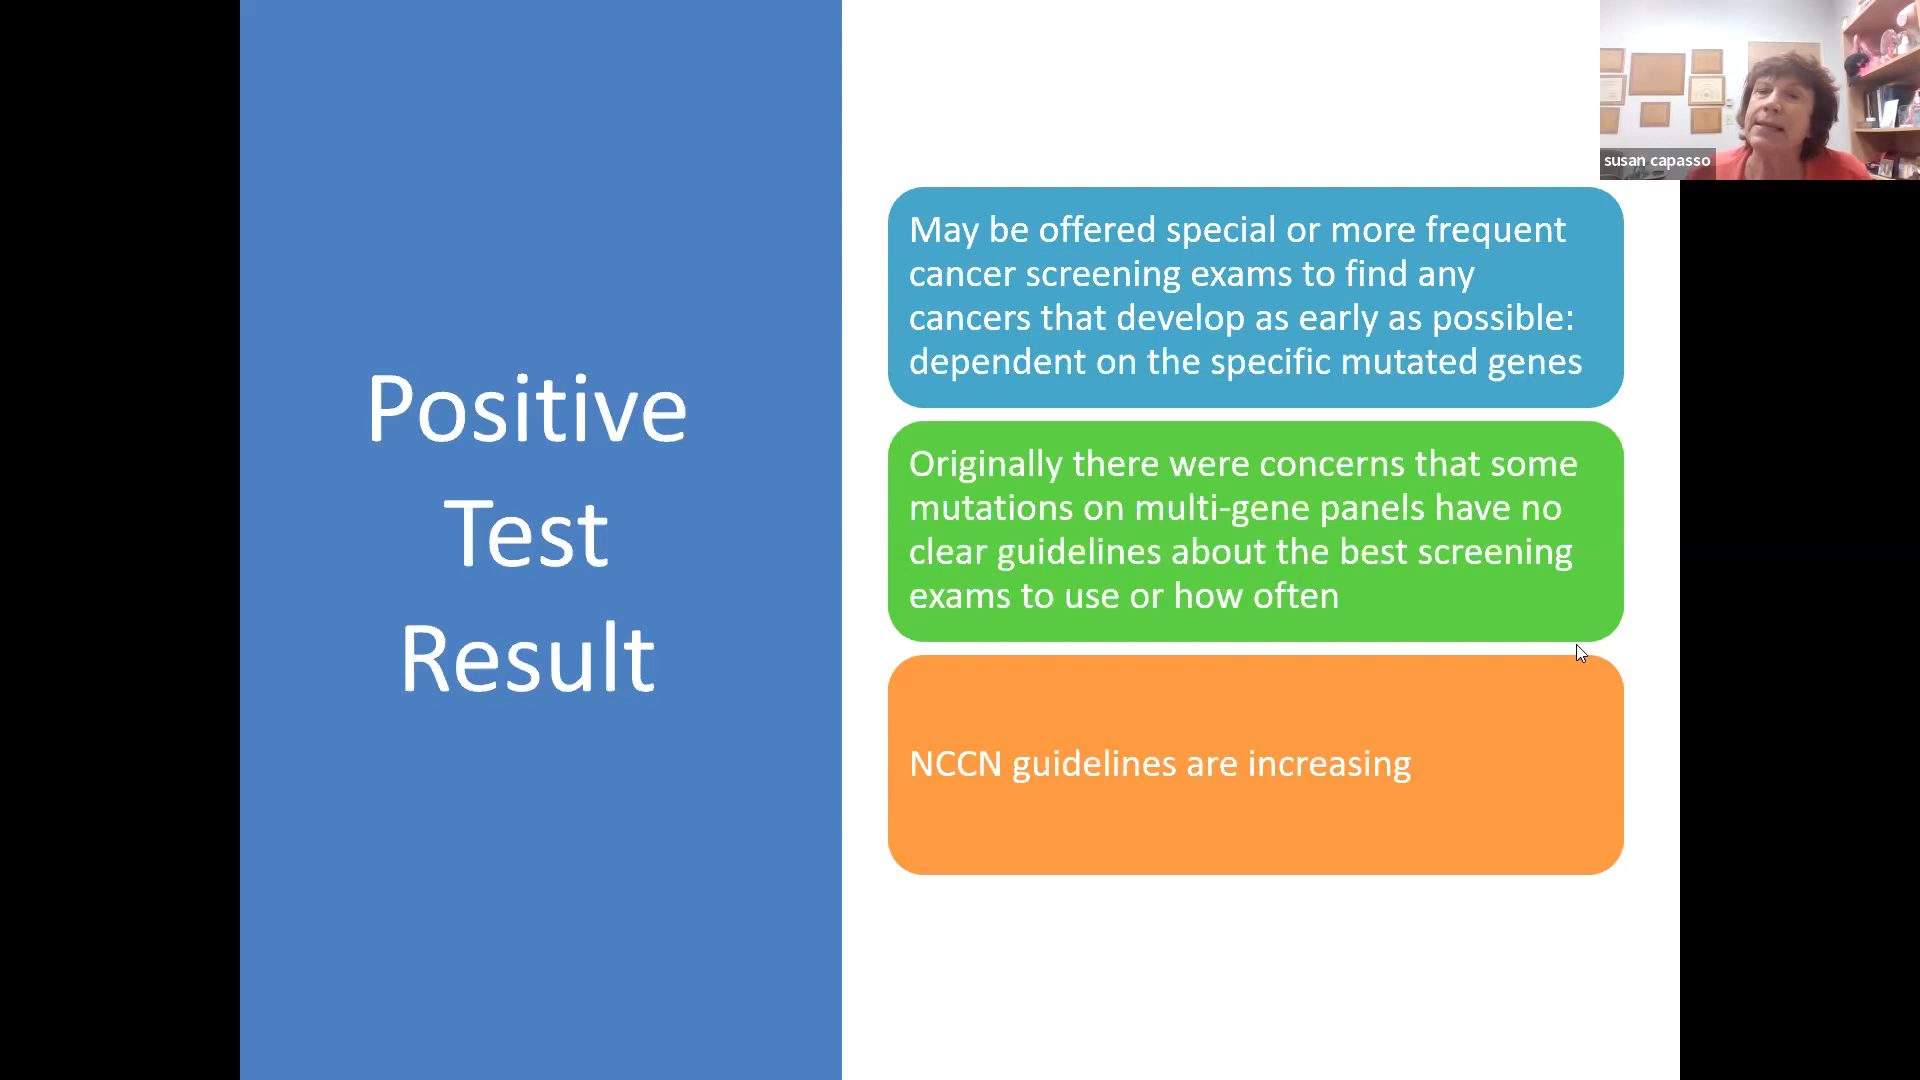 susan capasso
Positive
Test
Result
May be offered special or more frequent
cancer screening exams to find any
cancers that develop as early as possible:
dependent on the specific mutated genes
Originally there were concerns that some
mutations on multi-gene panels have no
clear guidelines about the best screening
exams to use or how often
NCCN guidelines are increasing